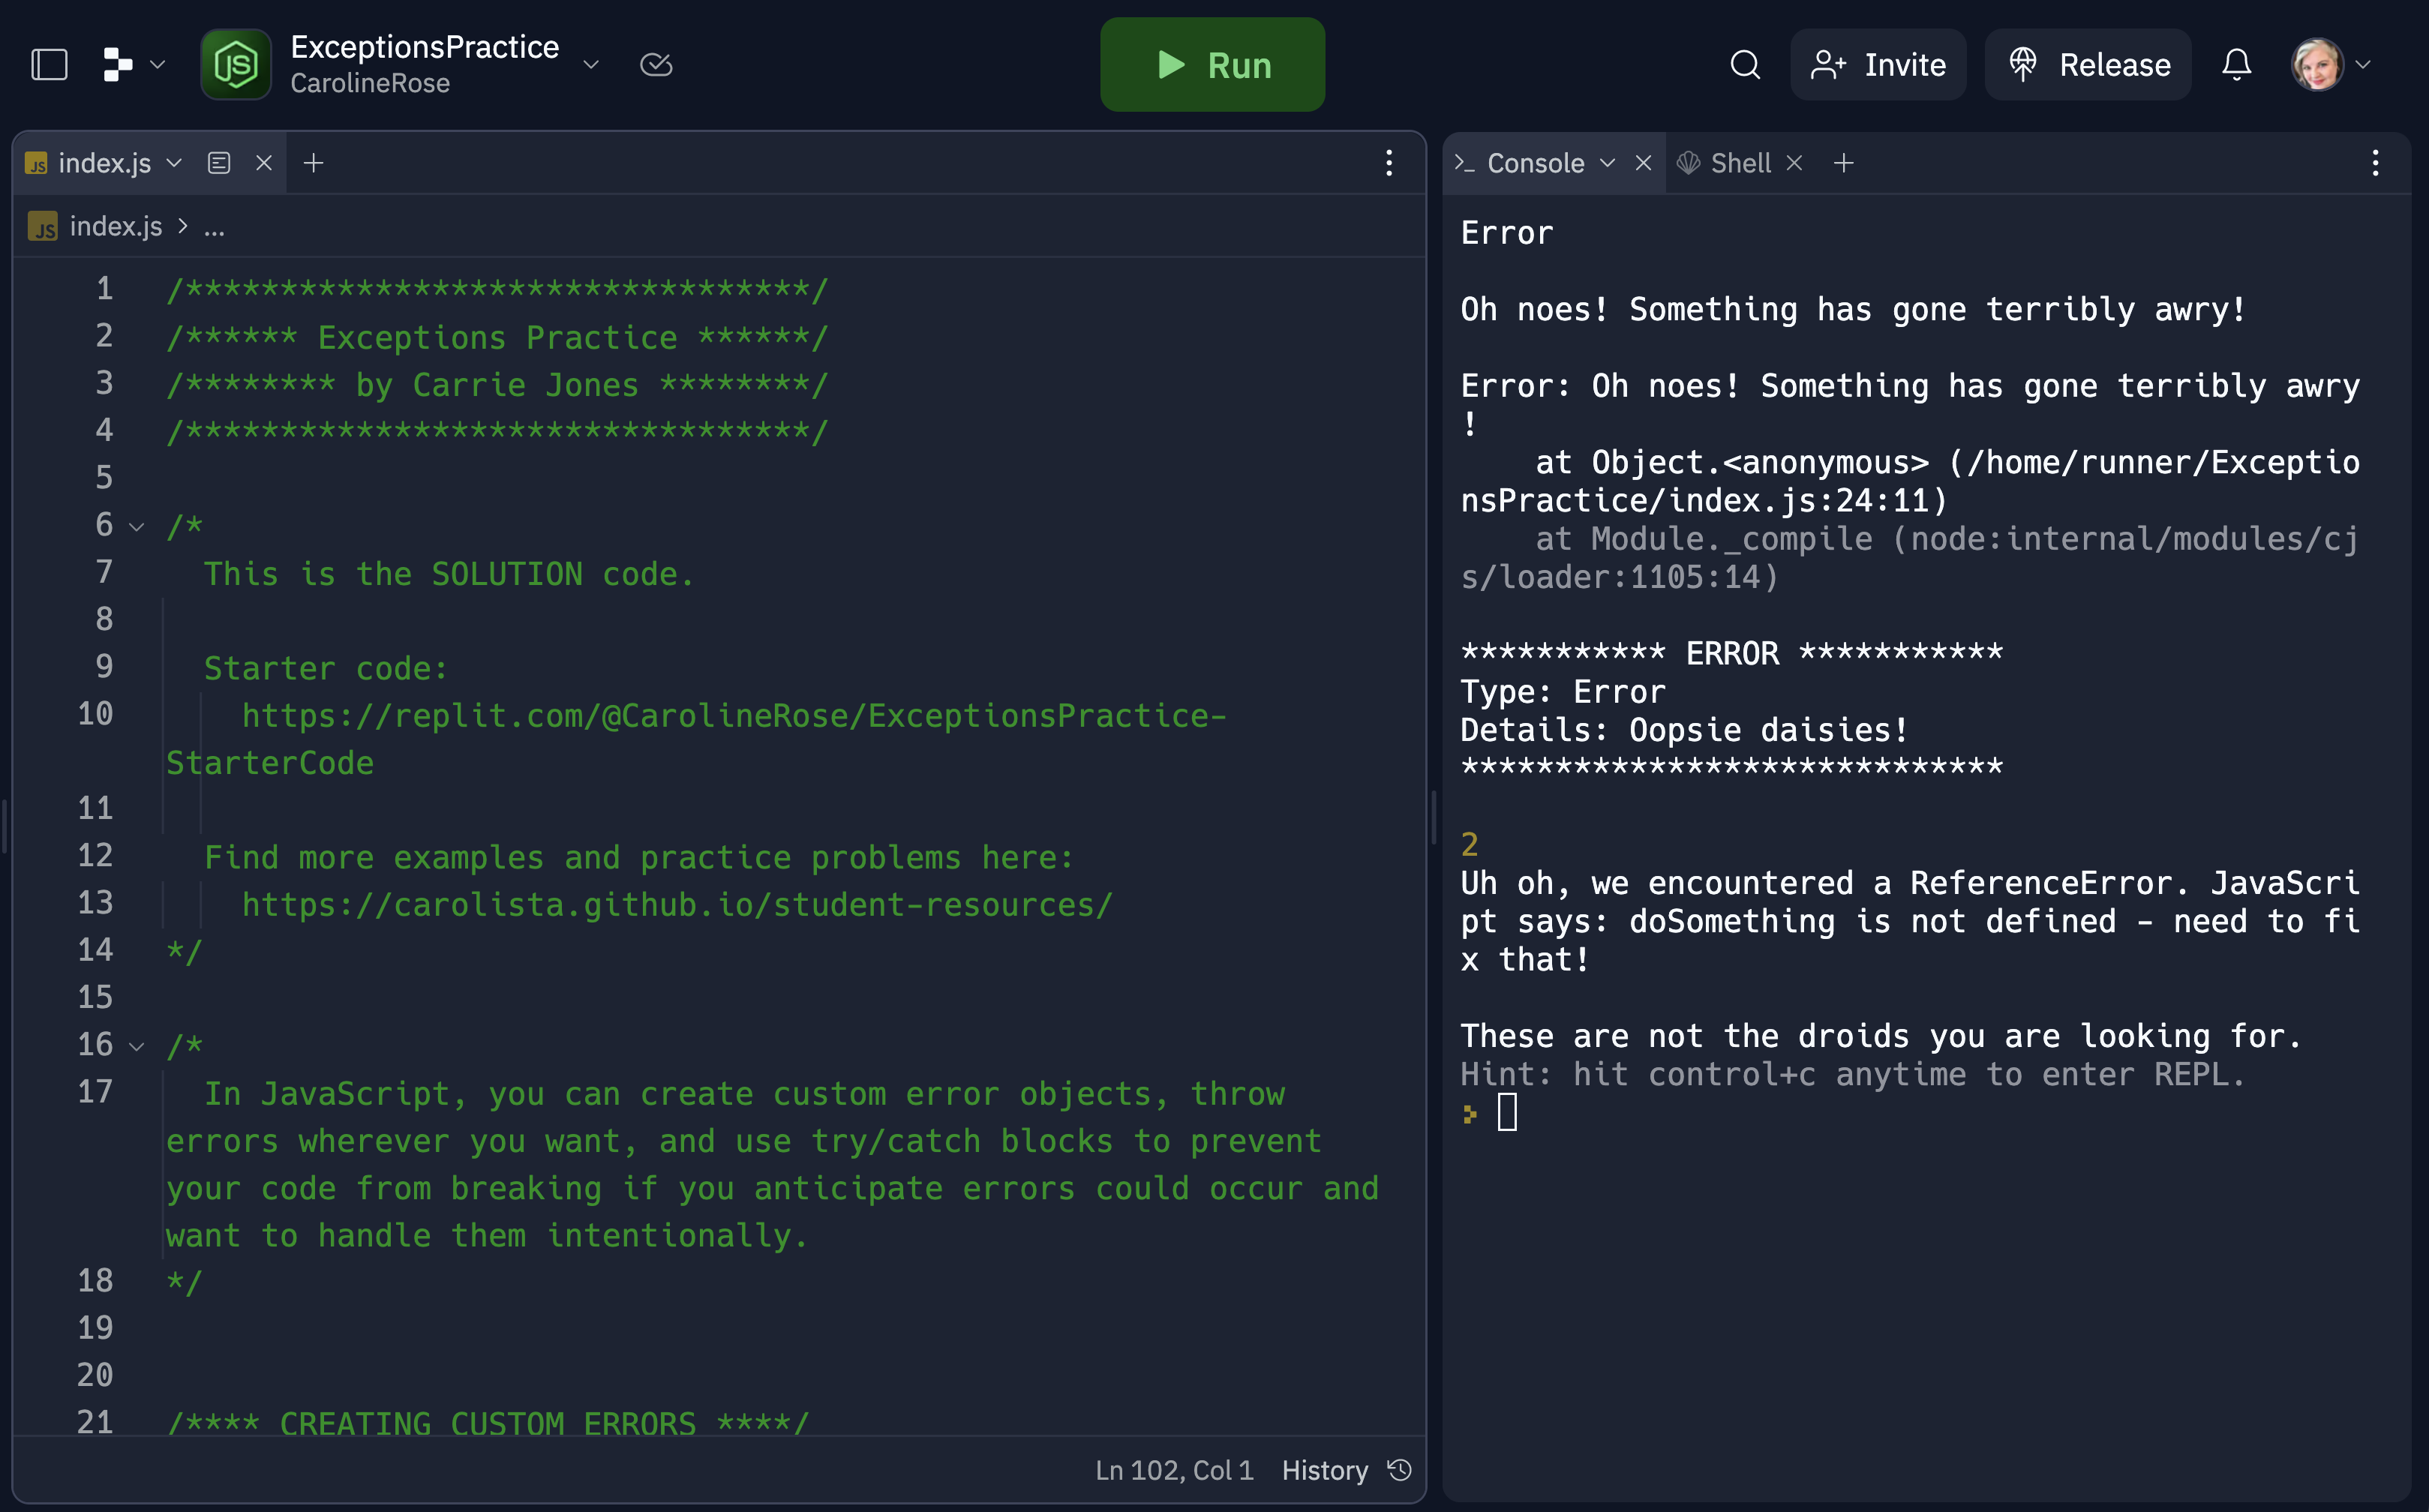 ExceptionsPractice
CarolineRose
Run
Invite
Release
JS index.js
JS index.js > ...
1 /*********************************/
2 /****** Exceptions Practice ******/
3 /******** by Carrie Jones ********/
4 /*********************************/
5
6 /*
7 This is the SOLUTION code.
8
9 Starter code:
10 https://replit.com/@CarolineRose/ExceptionsPractice-
StarterCode
11
12 Find more examples and practice problems here:
13 https://carolista.github.io/student-resources/
14 */
15
16 /*
17 In JavaScript, you can create custom error objects, throw
errors wherever you want, and use try/catch blocks to prevent
your code from breaking if you anticipate errors could occur and
want to handle them intentionally.
18 */
19
20
21 /**** CREATING CUSTOM ERRORS ****/
Ln 102, Col 1 History
>_ Console Shell
Error
Oh noes! Something has gone terribly awry!
Error: Oh noes! Something has gone terribly awry
!
at Object.<anonymous> (/home/runner/Exceptio
nsPractice/index.js:24:11)
at Module._compile (node:internal/modules/cj
s/loader:1105:14)
*********** ERROR ***********
Type: Error
Details: Oopsie daisies!
*****************************
2
Uh oh, we encountered a ReferenceError. JavaScri
pt says: doSomething is not defined - need to fi
x that!
These are not the droids you are looking for.
Hint: hit control+c anytime to enter REPL.